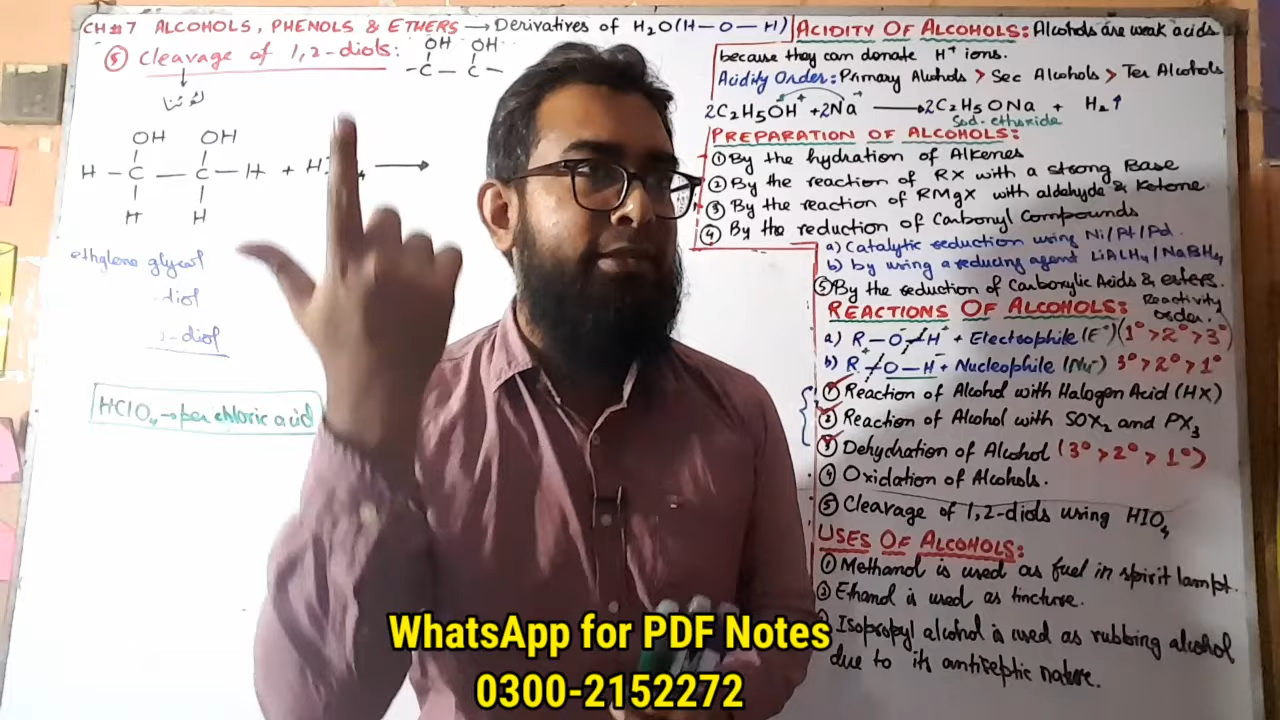 CH#7 ALCOHOLS, PHENOLS & ETHERS → Derivatives of H2O(H—O—H)
⑤ Cleavage of 1,2-diols:
OH OH
—C—C—
OH OH
H—C—C—H + HI 4 →
H H
ethylene glycol
diol
-diol
HClO4→per chloric acid
ACIDITY OF ALCOHOLS: Alcohols are weak acids
because they can donate H+ ions.
Acidity Order: Primary Alcohols > Sec Alcohols > Ter Alcohols
2C2H5OH + 2Na → 2C2H5ONa + H2↑
Sod. ethoxide
PREPARATION OF ALCOHOLS:
① By the hydration of Alkenes
② By the reaction of RX with a strong Base
③ By the reaction of RMgX with aldehyde & Ketone
④ By the reduction of Carbonyl Compounds
a) Catalytic reduction using Ni/Pt/Pd.
b) by using a reducing agent LiAlH4/NaBH4
⑤ By the reduction of Carboxylic Acids & esters.
REACTIONS OF ALCOHOLS: Reactivity order.
a) R—O—H + Electrophile (E+) (1°>2°>3°)
b) R—O—H + Nucleophile (Nu-) 3°>2°>1°
① Reaction of Alcohol with Halogen Acid (HX)
② Reaction of Alcohol with SOX2 and PX3
③ Dehydration of Alcohol (3°>2°>1°)
④ Oxidation of Alcohols.
⑤ Cleavage of 1,2-diols using HIO4
USES OF ALCOHOLS:
① Methanol is used as fuel in spirit lampt.
② Ethanol is used as tincture.
Isopropyl alcohol is used as rubbing alcohol
due to its antiseptic nature.
WhatsApp for PDF Notes
0300-2152272